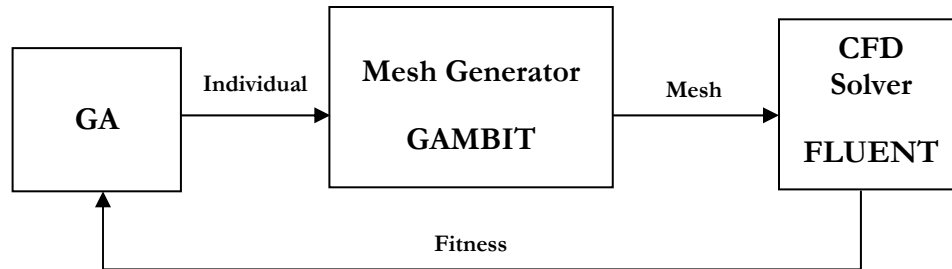 GA
Individual
Mesh Generator
GAMBIT
Mesh
CFD
Solver
FLUENT
Fitness